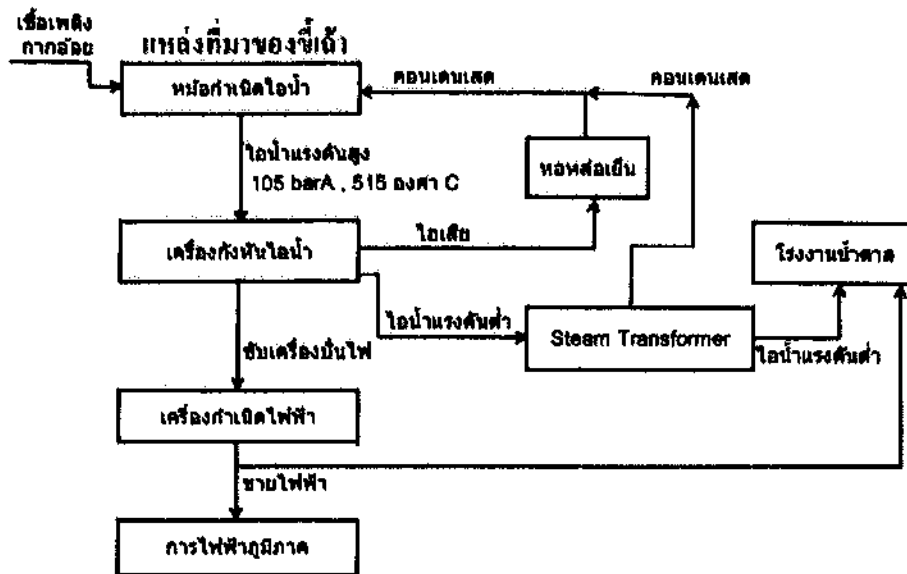 เชื้อเพลิง
กากอ้อย
แหล่งที่มาของขี้เถ้า
หม้อกำเนิดไอน้ำ
คอนเดนเสต
คอนเดนเสต
ไอน้ำแรงดันสูง
105 barA , 515 องศา C
หอหล่อเย็น
เครื่องกังหันไอน้ำ
ไอเสีย
โรงงานน้ำตาล
ไอน้ำแรงดันต่ำ
Steam Transformer
ไอน้ำแรงดันต่ำ
ขับเครื่องปั่นไฟ
เครื่องกำเนิดไฟฟ้า
ขายไฟฟ้า
การไฟฟ้าภูมิภาค